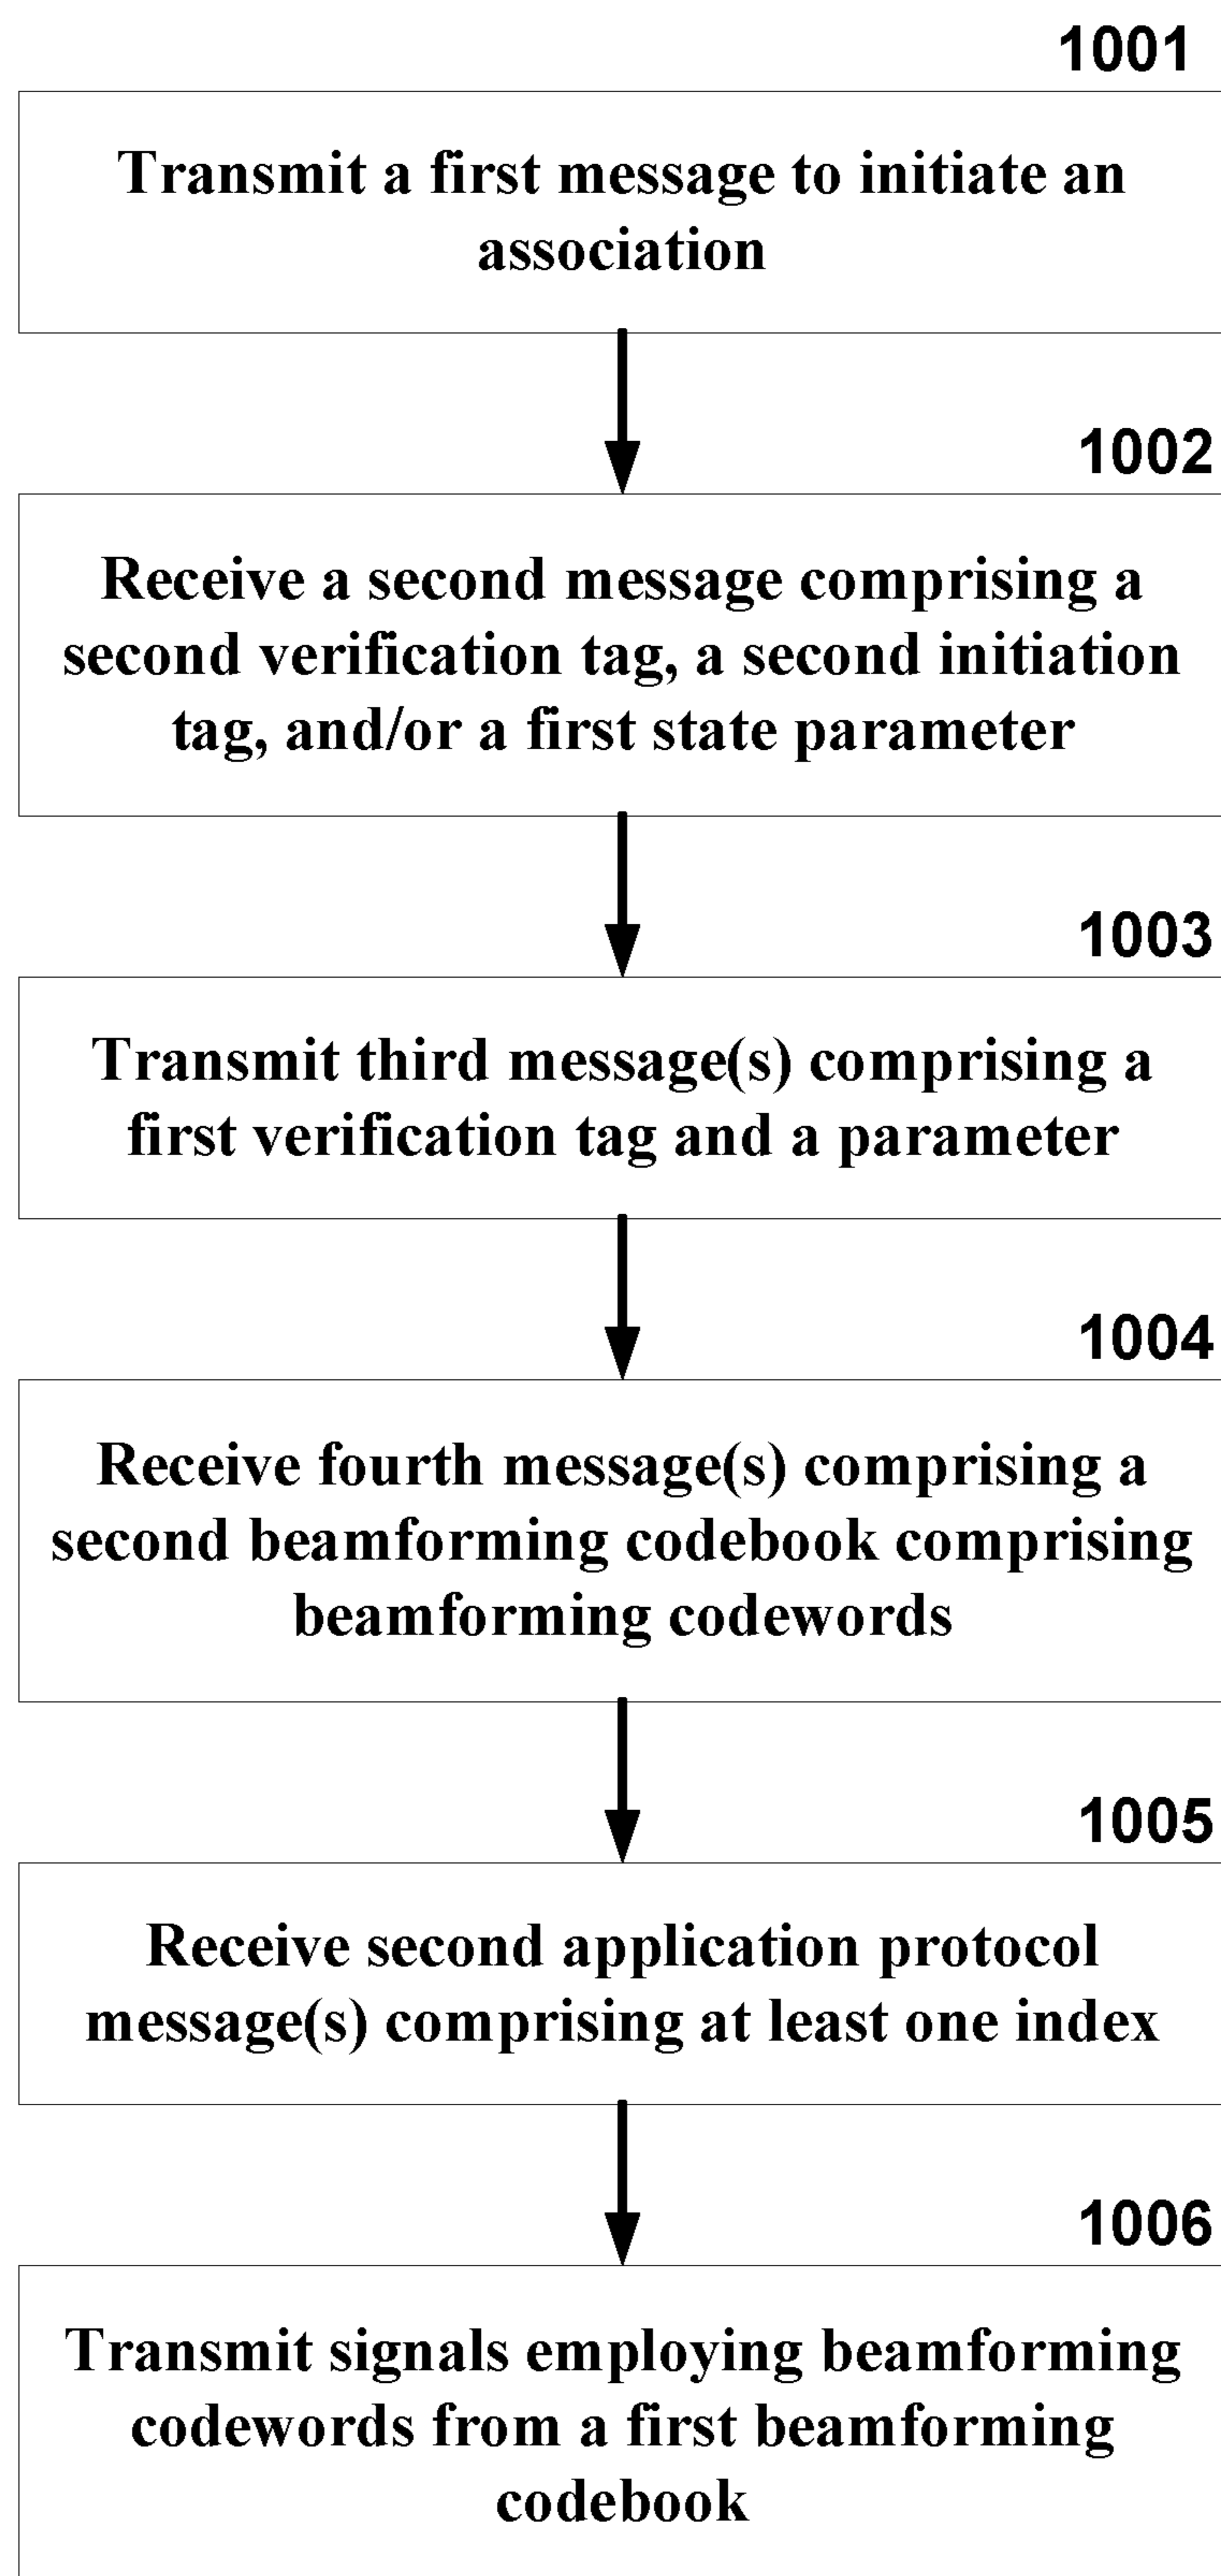 1001
Transmit a first message to initiate an
association
1002
Receive a second message comprising a
second verification tag, a second initiation
tag, and/or a first state parameter
1003
Transmit third message(s) comprising a
first verification tag and a parameter
1004
Receive fourth message(s) comprising a
second beamforming codebook comprising
beamforming codewords
1005
Receive second application protocol
message(s) comprising at least one index
1006
Transmit signals employing beamforming
codewords from a first beamforming
codebook